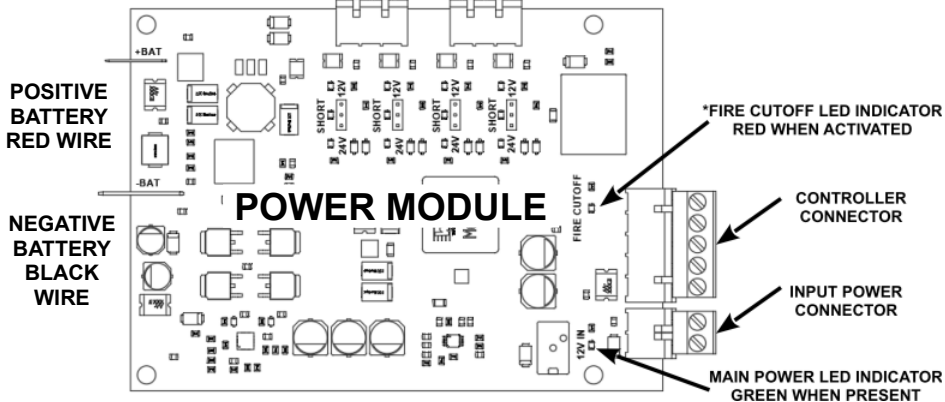 +BAT
POSITIVE
BATTERY
RED WIRE
-BAT
NEGATIVE
BATTERY
BLACK
WIRE
SHORT 12V 24V
SHORT 12V 24V
SHORT 12V 24V
SHORT 12V 24V
POWER MODULE
FIRE CUTOFF
12V IN
*FIRE CUTOFF LED INDICATOR
RED WHEN ACTIVATED
CONTROLLER
CONNECTOR
INPUT POWER
CONNECTOR
MAIN POWER LED INDICATOR
GREEN WHEN PRESENT